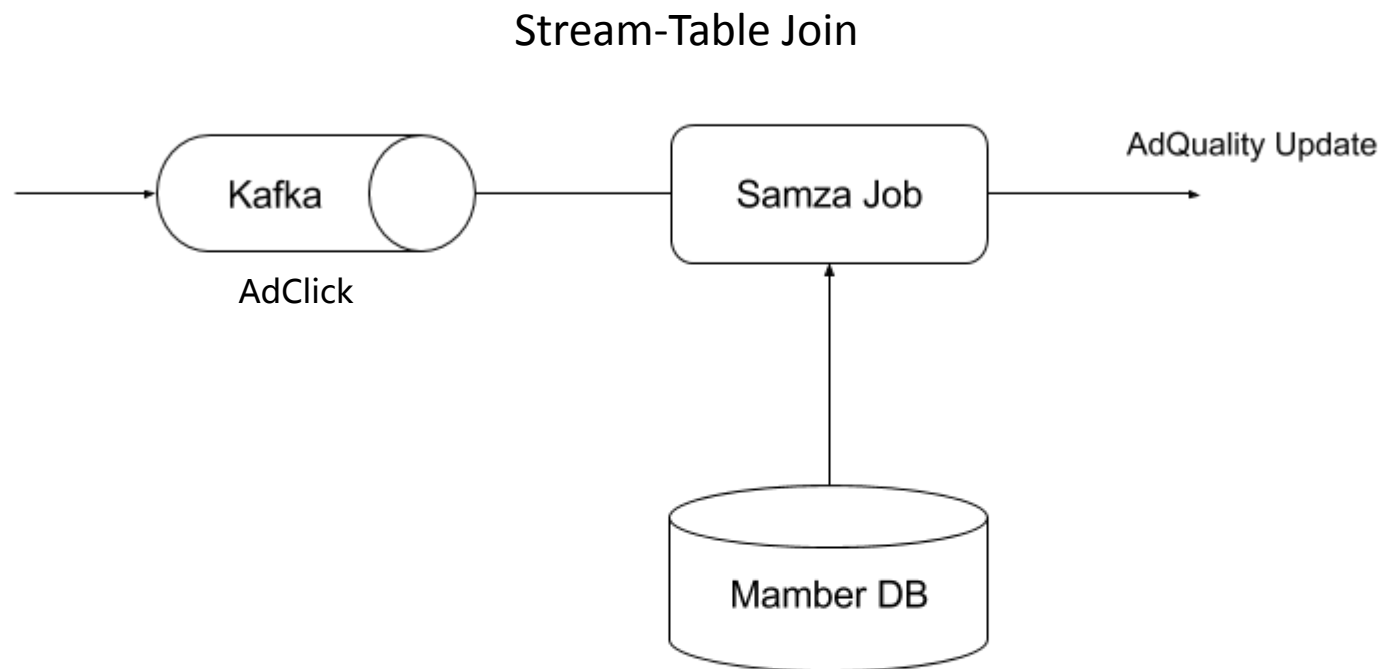 Stream-Table Join
AdQuality Update
Kafka
Samza Job
AdClick
Mamber DB